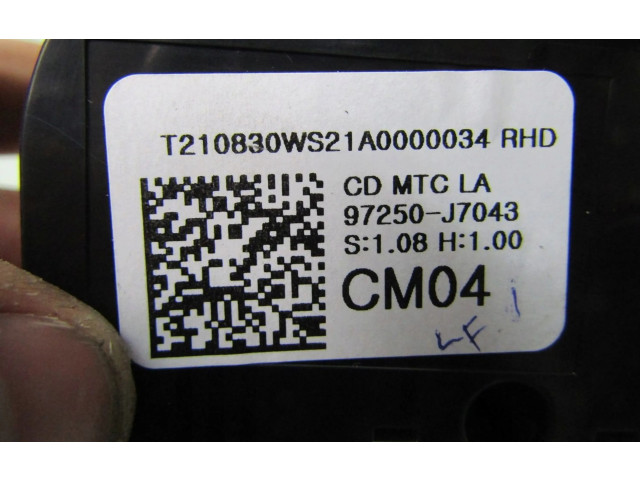 T210830WS21A0000034 RHD
CD MTC LA
97250-J7043
S:1.08 H:1.00
CM04
LF